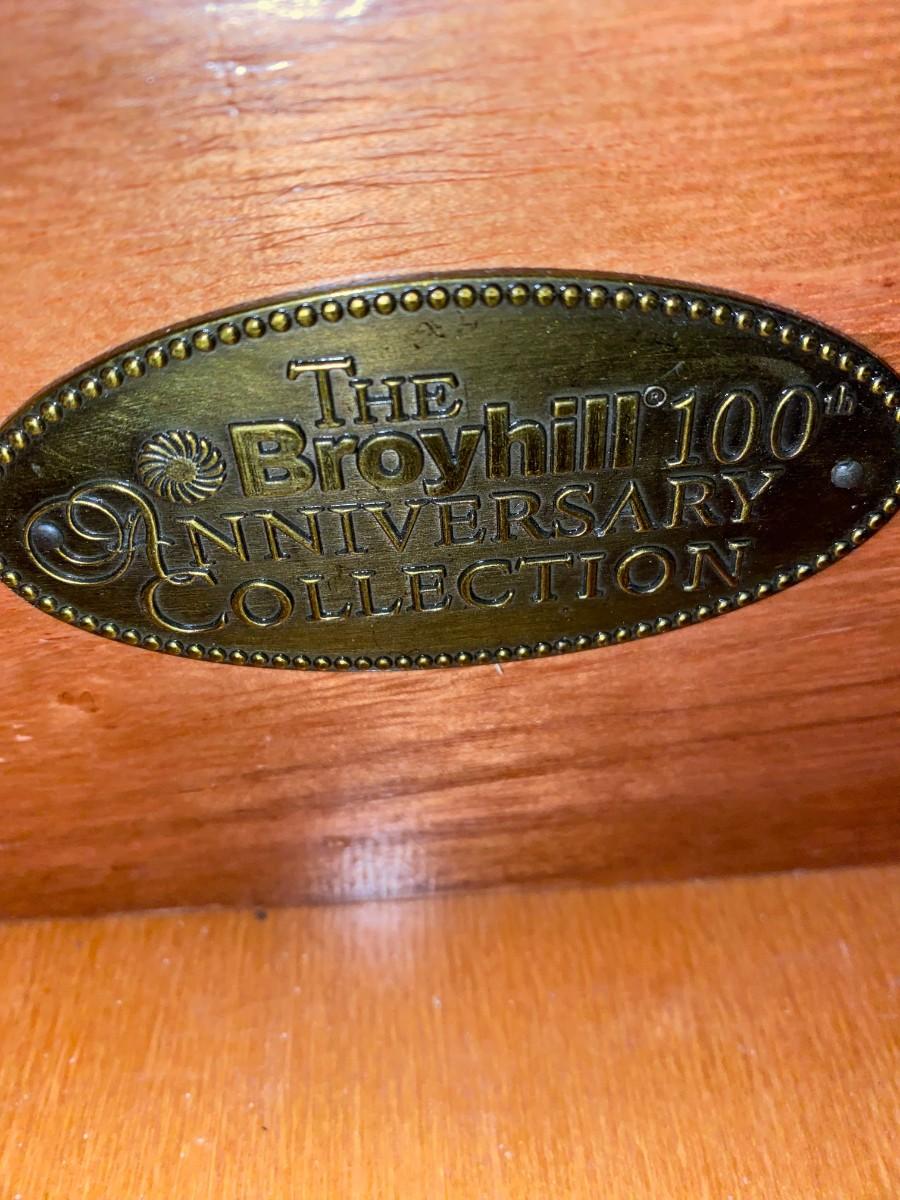 THE
Broyhill® 100th
ANNIVERSARY
COLLECTION